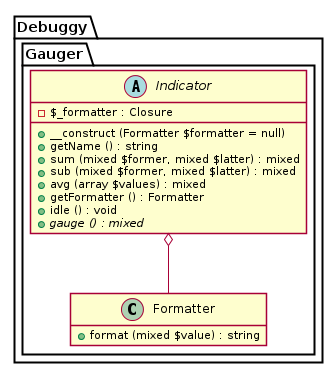 Debuggy
Gauger
A Indicator
$_formatter : Closure
__construct (Formatter $formatter = null)
getName () : string
sum (mixed $former, mixed $latter) : mixed
sub (mixed $former, mixed $latter) : mixed
avg (array $values) : mixed
getFormatter () : Formatter
idle () : void
gauge () : mixed
C Formatter
format (mixed $value) : string